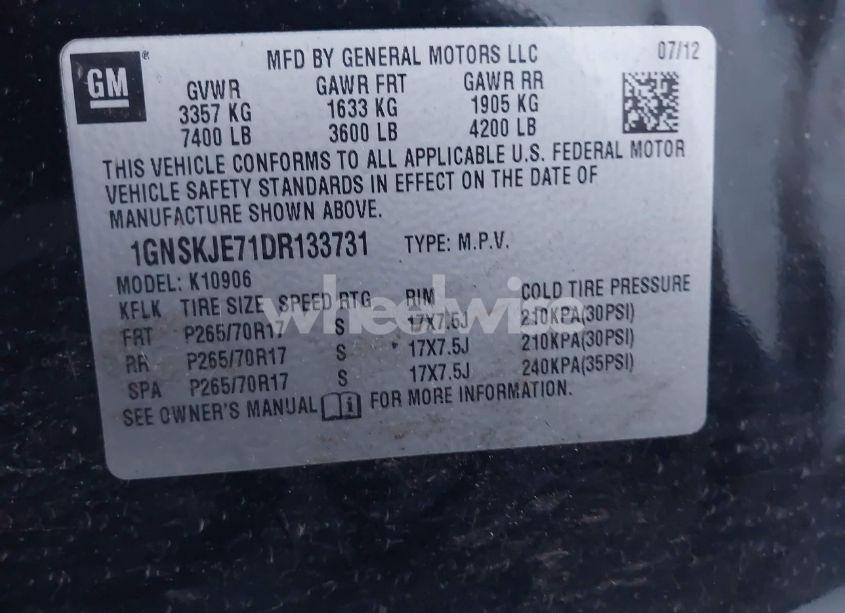 GM
MFD BY GENERAL MOTORS LLC 07/12
GVWR GAWR FRT GAWR RR
3357 KG 1633 KG 1905 KG
7400 LB 3600 LB 4200 LB
THIS VEHICLE CONFORMS TO ALL APPLICABLE U.S. FEDERAL MOTOR
VEHICLE SAFETY STANDARDS IN EFFECT ON THE DATE OF
MANUFACTURE SHOWN ABOVE.
1GNSKJE71DR133731 TYPE: M.P.V.
MODEL: K10906
KFLK TIRE SIZE SPEED RTG RIM COLD TIRE PRESSURE
FRT P265/70R17 S 17X7.5J 210KPA(30PSI)
RR P265/70R17 S 17X7.5J 210KPA(30PSI)
SPA P265/70R17 S 17X7.5J 240KPA(35PSI)
SEE OWNER'S MANUAL FOR MORE INFORMATION.
wheelwise